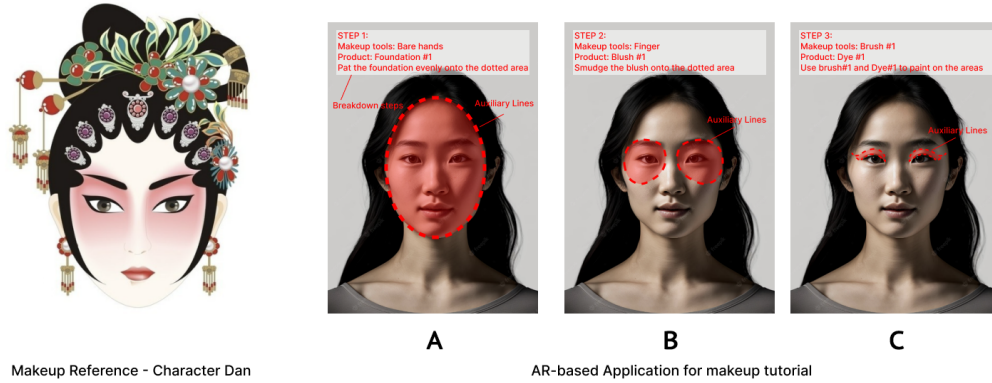 STEP 1:
Makeup tools: Bare hands
Product: Foundation #1
Pat the foundation evenly onto the dotted area
Breakdown steps
Auxiliary Lines
STEP 2:
Makeup tools: Finger
Product: Blush #1
Smudge the blush onto the dotted area
Auxiliary Lines
STEP 3:
Makeup tools: Brush #1
Product: Dye #1
Use brush#1 and Dye#1 to paint on the areas
Auxiliary Lines
A
B
C
Makeup Reference - Character Dan
AR-based Application for makeup tutorial